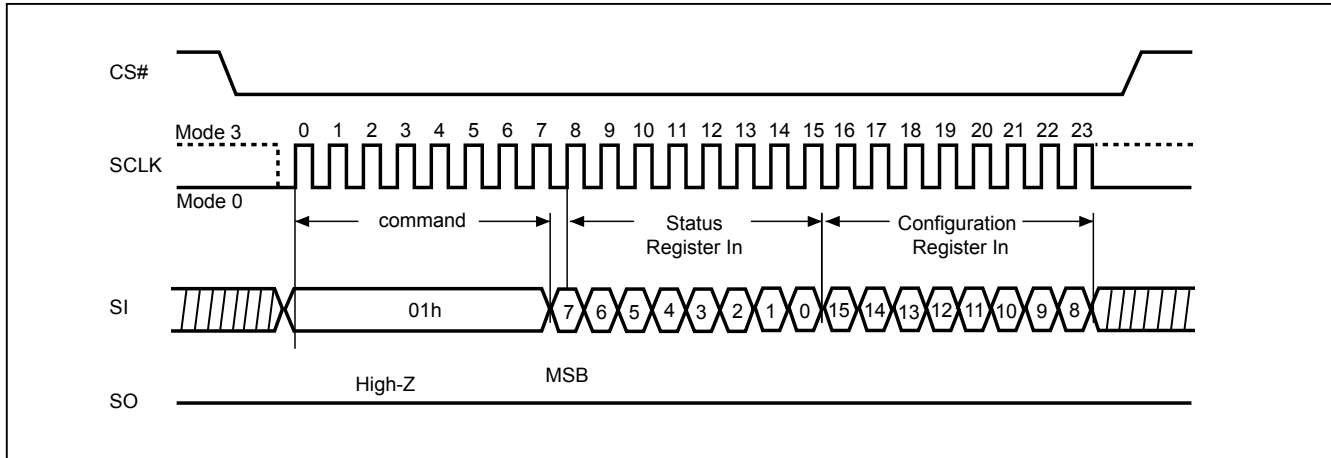 CS#
Mode 3
0 1 2 3 4 5 6 7 8 9 10 11 12 13 14 15 16 17 18 19 20 21 22 23
SCLK
Mode 0
command
Status
Register In
Configuration
Register In
SI
01h
7 6 5 4 3 2 1 0 15 14 13 12 11 10 9 8
High-Z
MSB
SO